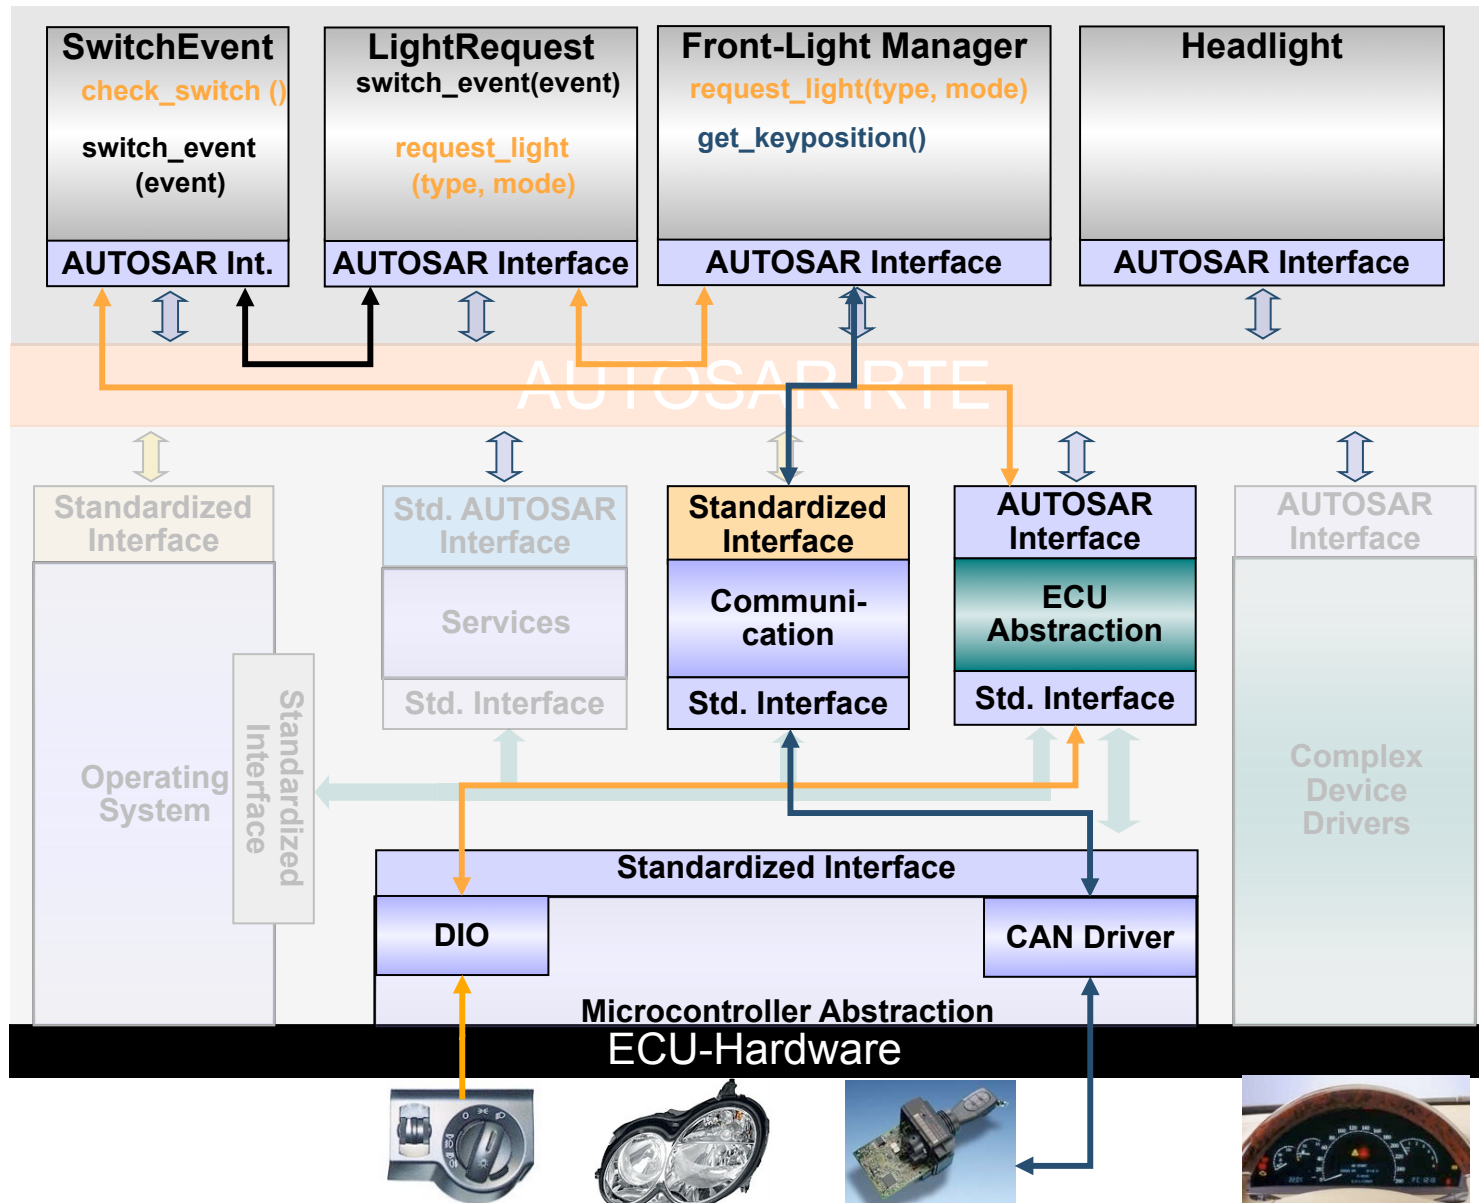 SwitchEvent
check_switch ()
switch_event
(event)
AUTOSAR Int.
LightRequest
switch_event(event)
request_light
(type, mode)
AUTOSAR Interface
Front-Light Manager
request_light(type, mode)
get_keyposition()
AUTOSAR Interface
Headlight
AUTOSAR Interface
AUTOSAR RTE
Standardized
Interface
Operating
System
Standardized
Interface
Std. AUTOSAR
Interface
Services
Std. Interface
Standardized
Interface
Communi-
cation
Std. Interface
AUTOSAR
Interface
ECU
Abstraction
Std. Interface
AUTOSAR
Interface
Complex
Device
Drivers
Standardized Interface
DIO
CAN Driver
Microcontroller Abstraction
ECU-Hardware